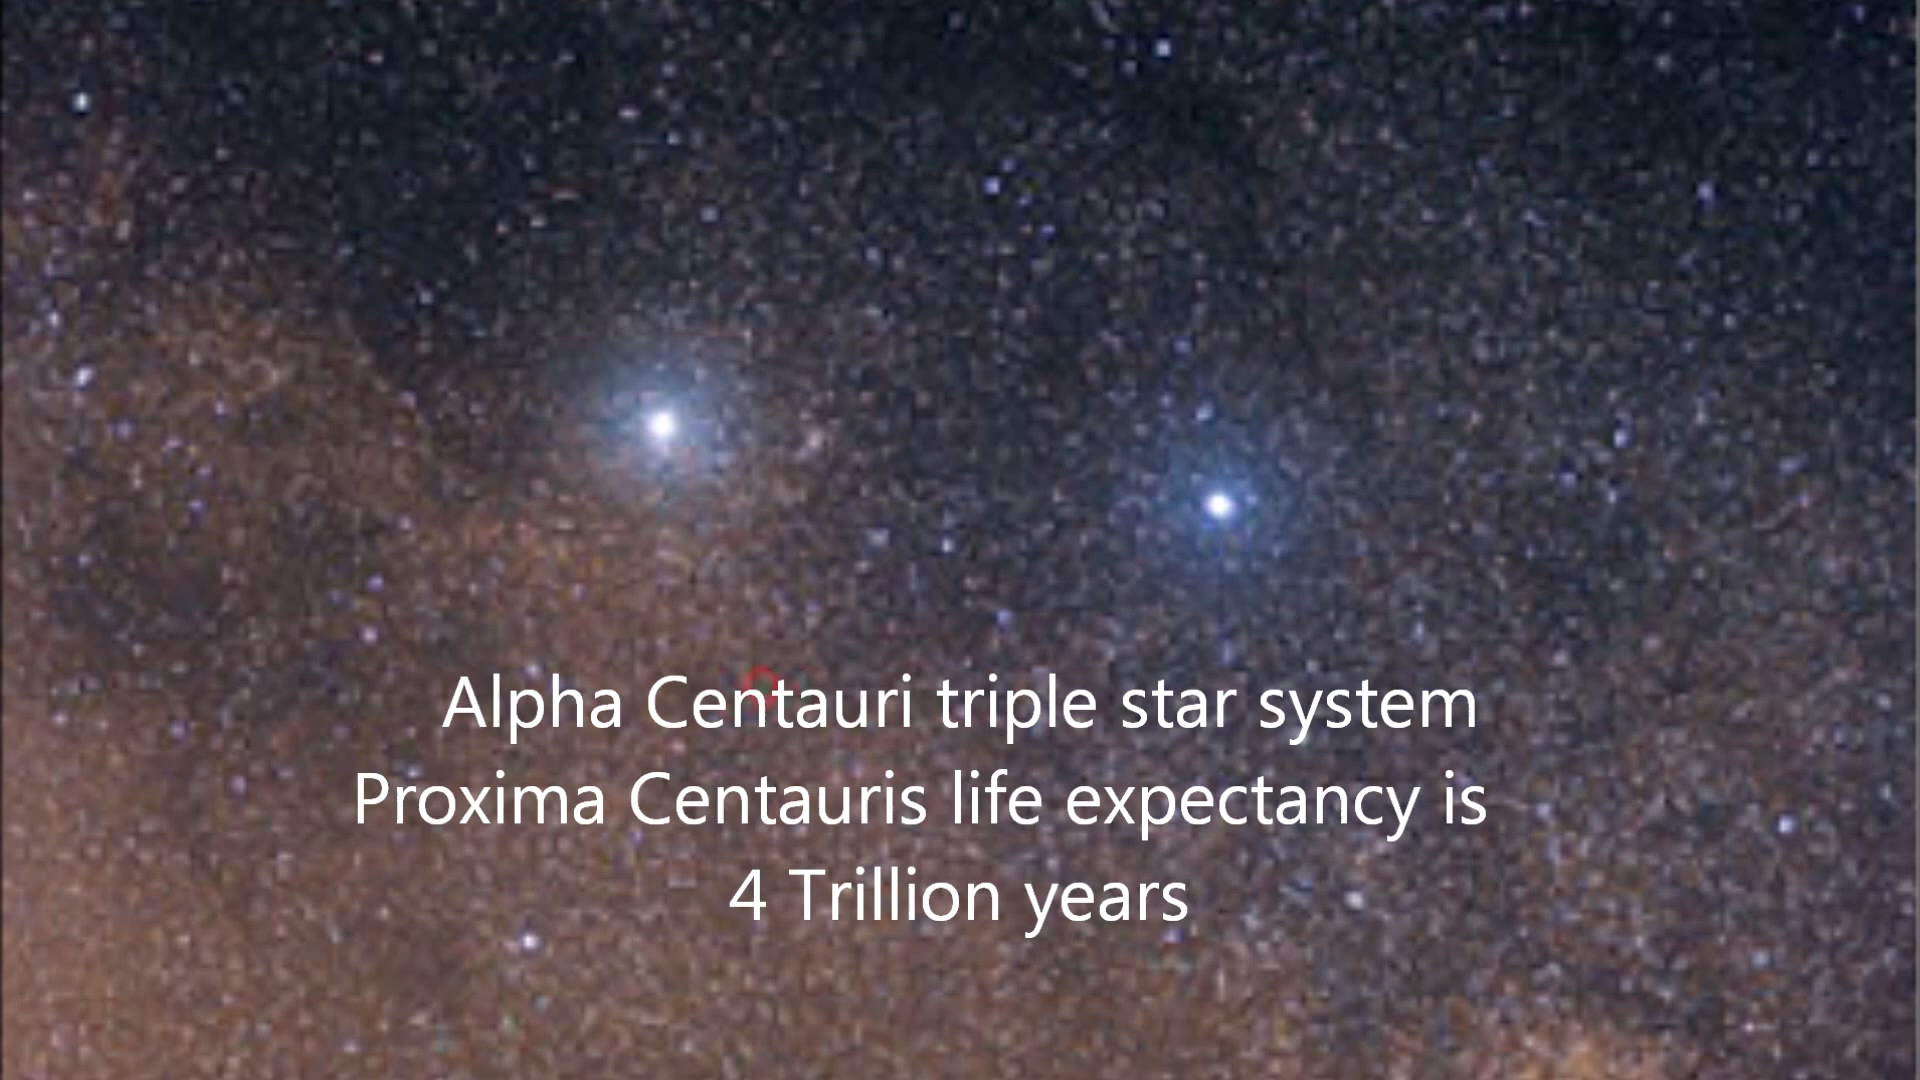 Alpha Centauri triple star system
Proxima Centauris life expectancy is
4 Trillion years